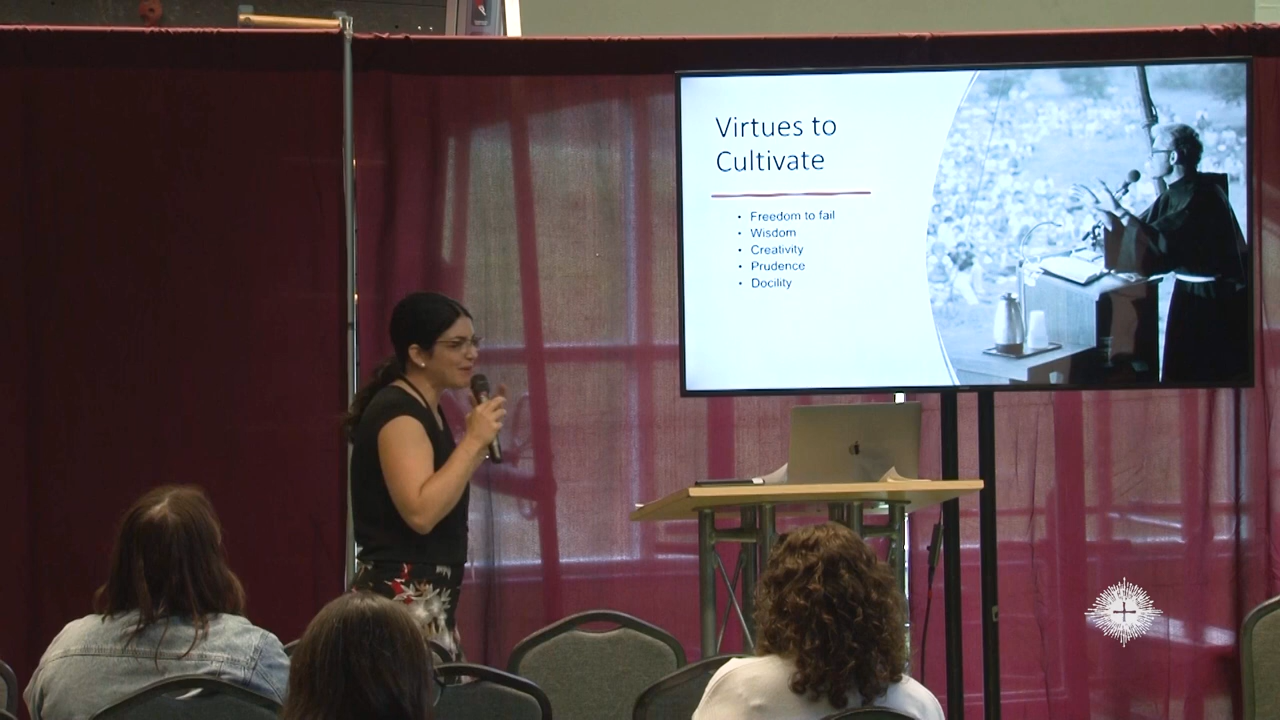 Virtues to
Cultivate
• Freedom to fail
• Wisdom
• Creativity
• Prudence
• Docility